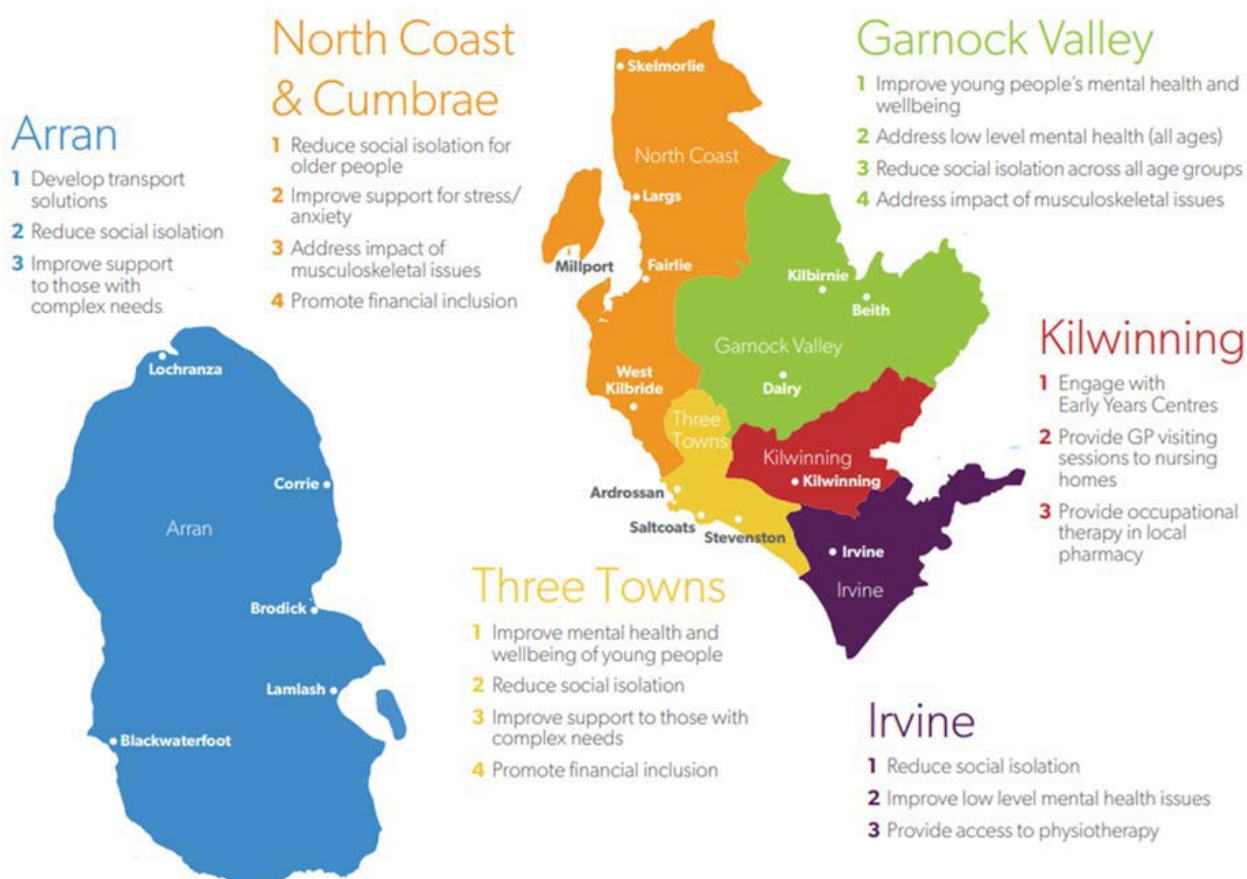 North Coast
& Cumbrae
1 Reduce social isolation for
older people
2 Improve support for stress/
anxiety
3 Address impact of
musculoskeletal issues
4 Promote financial inclusion
Garnock Valley
1 Improve young people's mental health and
wellbeing
2 Address low level mental health (all ages)
3 Reduce social isolation across all age groups
4 Address impact of musculoskeletal issues
Arran
1 Develop transport
solutions
2 Reduce social isolation
3 Improve support
to those with
complex needs
Skelmorlie
North Coast
Largs
Millport
Fairlie
Kilbirnie
Beith
Garnock Valley
Dalry
West
Kilbride
Three
Towns
Kilwinning
Kilwinning
Ardrossan
Saltcoats
Stevenston
Irvine
Irvine
Kilwinning
1 Engage with
Early Years Centres
2 Provide GP visiting
sessions to nursing
homes
3 Provide occupational
therapy in local
pharmacy
Lochranza
Corrie
Arran
Brodick
Lamlash
Blackwaterfoot
Three Towns
1 Improve mental health and
wellbeing of young people
2 Reduce social isolation
3 Improve support to those with
complex needs
4 Promote financial inclusion
Irvine
1 Reduce social isolation
2 Improve low level mental health issues
3 Provide access to physiotherapy